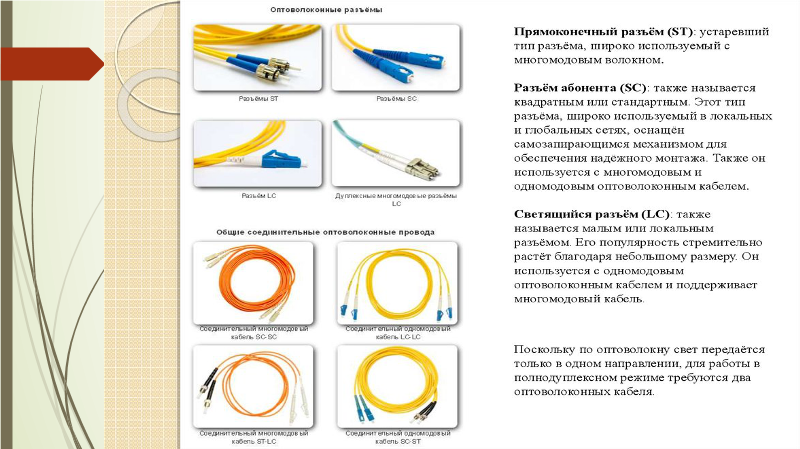 Оптоволоконные разъёмы
Разъёмы ST
Разъёмы SC
Разъём LC
Дуплексные многомодовые разъёмы
LC
Общие соединительные оптоволоконные провода
Соединительный многомодовый
кабель SC-SC
Соединительный одномодовый
кабель LC-LC
Соединительный многомодовый
кабель ST-LC
Соединительный одномодовый
кабель SC-ST
Прямоконечный разъём (ST): устаревший
тип разъёма, широко используемый с
многомодовым волокном.
Разъём абонента (SC): также называется
квадратным или стандартным. Этот тип
разъёма, широко используемый в локальных
и глобальных сетях, оснащён
самозапирающимся механизмом для
обеспечения надёжного монтажа. Также он
используется с многомодовым и
одномодовым оптоволоконным кабелем.
Светящийся разъём (LC): также
называется малым или локальным
разъёмом. Его популярность стремительно
растёт благодаря небольшому размеру. Он
используется с одномодовым
оптоволоконным кабелем и поддерживает
многомодовый кабель.
Поскольку по оптоволокну свет передаётся
только в одном направлении, для работы в
полнодуплексном режиме требуются два
оптоволоконных кабеля.